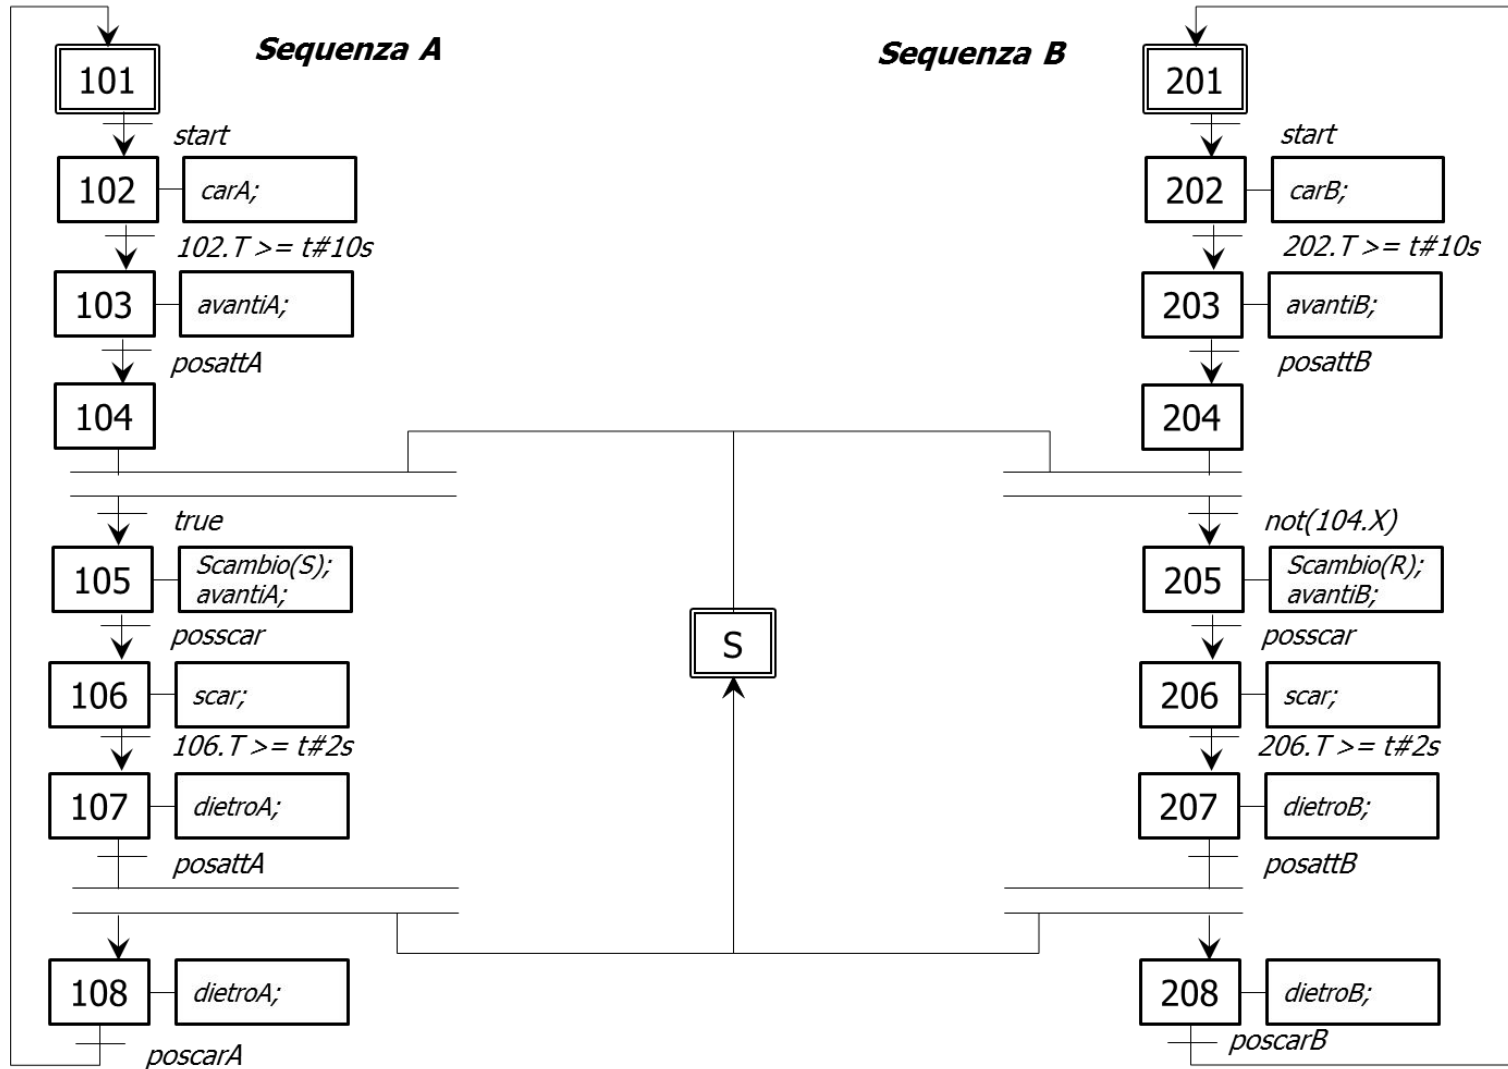 Sequenza A
101
start
102
carA;
102.T >= t#10s
103
avantiA;
posattA
104
true
105
Scambio(S);
avantiA;
posscar
106
scar;
106.T >= t#2s
107
dietroA;
posattA
108
dietroA;
poscarA
S
Sequenza B
201
start
202
carB;
202.T >= t#10s
203
avantiB;
posattB
204
not(104.X)
205
Scambio(R);
avantiB;
posscar
206
scar;
206.T >= t#2s
207
dietroB;
posattB
208
dietroB;
poscarB